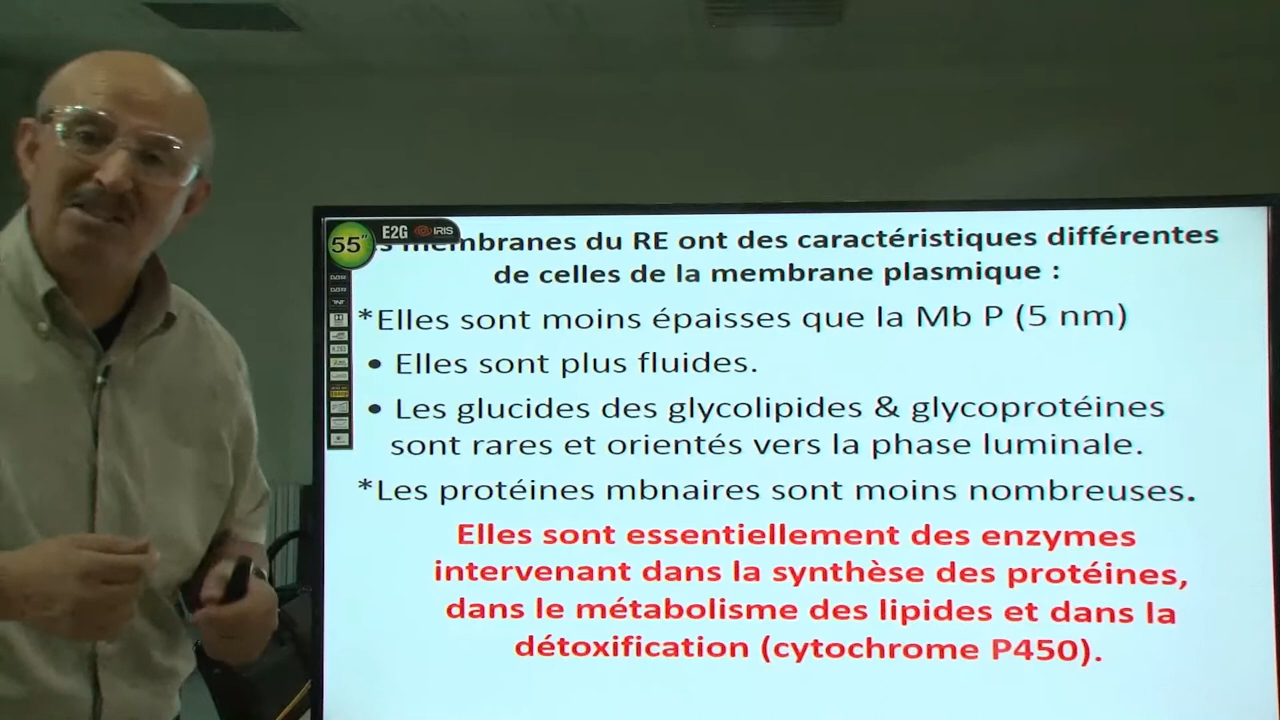 55"
E2G IRIS
membranes du RE ont des caractéristiques différentes
de celles de la membrane plasmique :
*Elles sont moins épaisses que la Mb P (5 nm)
• Elles sont plus fluides.
• Les glucides des glycolipides & glycoprotéines
sont rares et orientés vers la phase luminale.
*Les protéines mbnaires sont moins nombreuses.
Elles sont essentiellement des enzymes
intervenant dans la synthèse des protéines,
dans le métabolisme des lipides et dans la
détoxification (cytochrome P450).